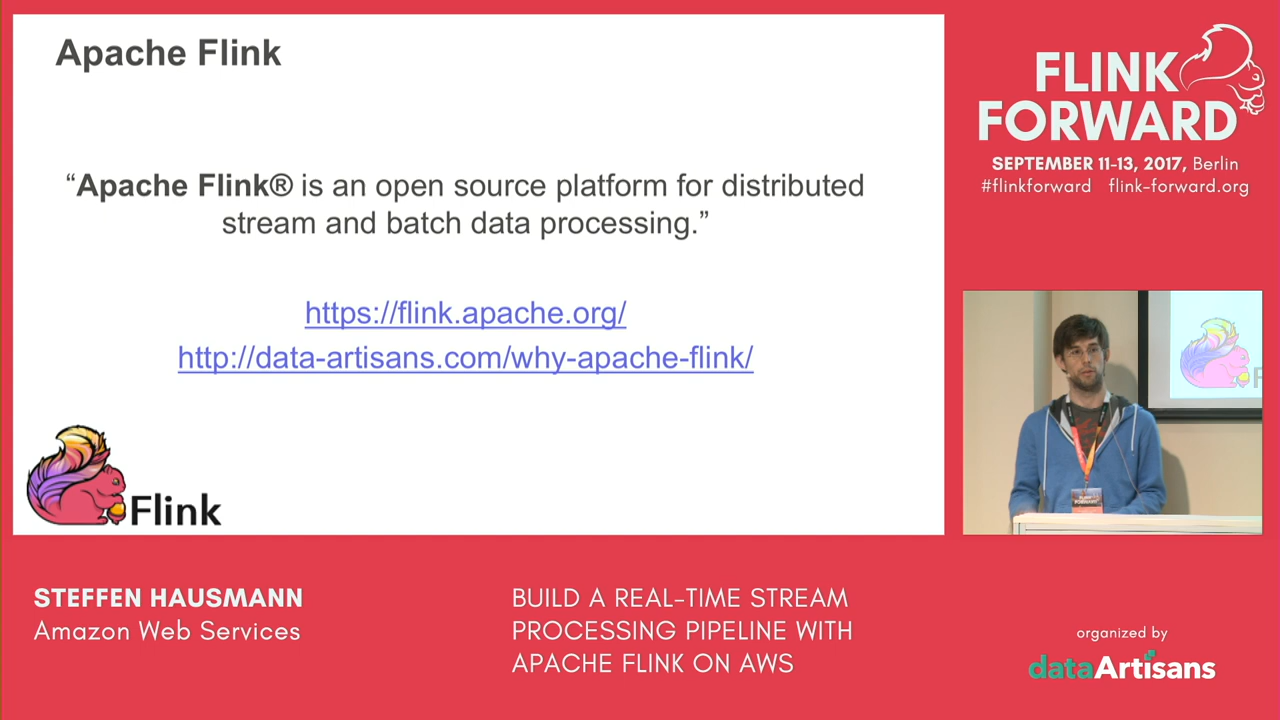 Apache Flink
“Apache Flink® is an open source platform for distributed
stream and batch data processing.”
https://flink.apache.org/
http://data-artisans.com/why-apache-flink/
Flink
FLINK
FORWARD
SEPTEMBER 11-13, 2017, Berlin
#flinkforward flink-forward.org
F
FLINK
FORWARD
STEFFEN HAUSMANN
Amazon Web Services
BUILD A REAL-TIME STREAM
PROCESSING PIPELINE WITH
APACHE FLINK ON AWS
organized by
dataArtisans